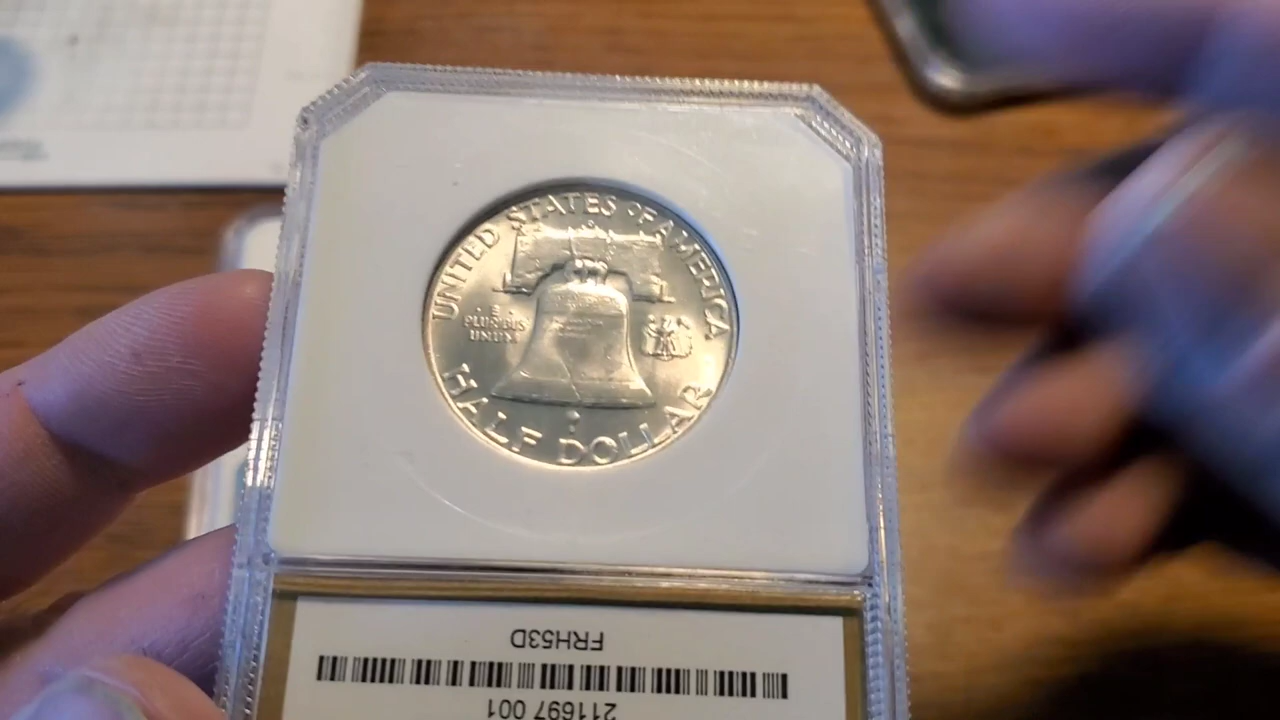 UNITED STATES OF AMERICA
· E ·
PLURIBUS
UNUM
HALF DOLLAR
FRH53D
211697 001